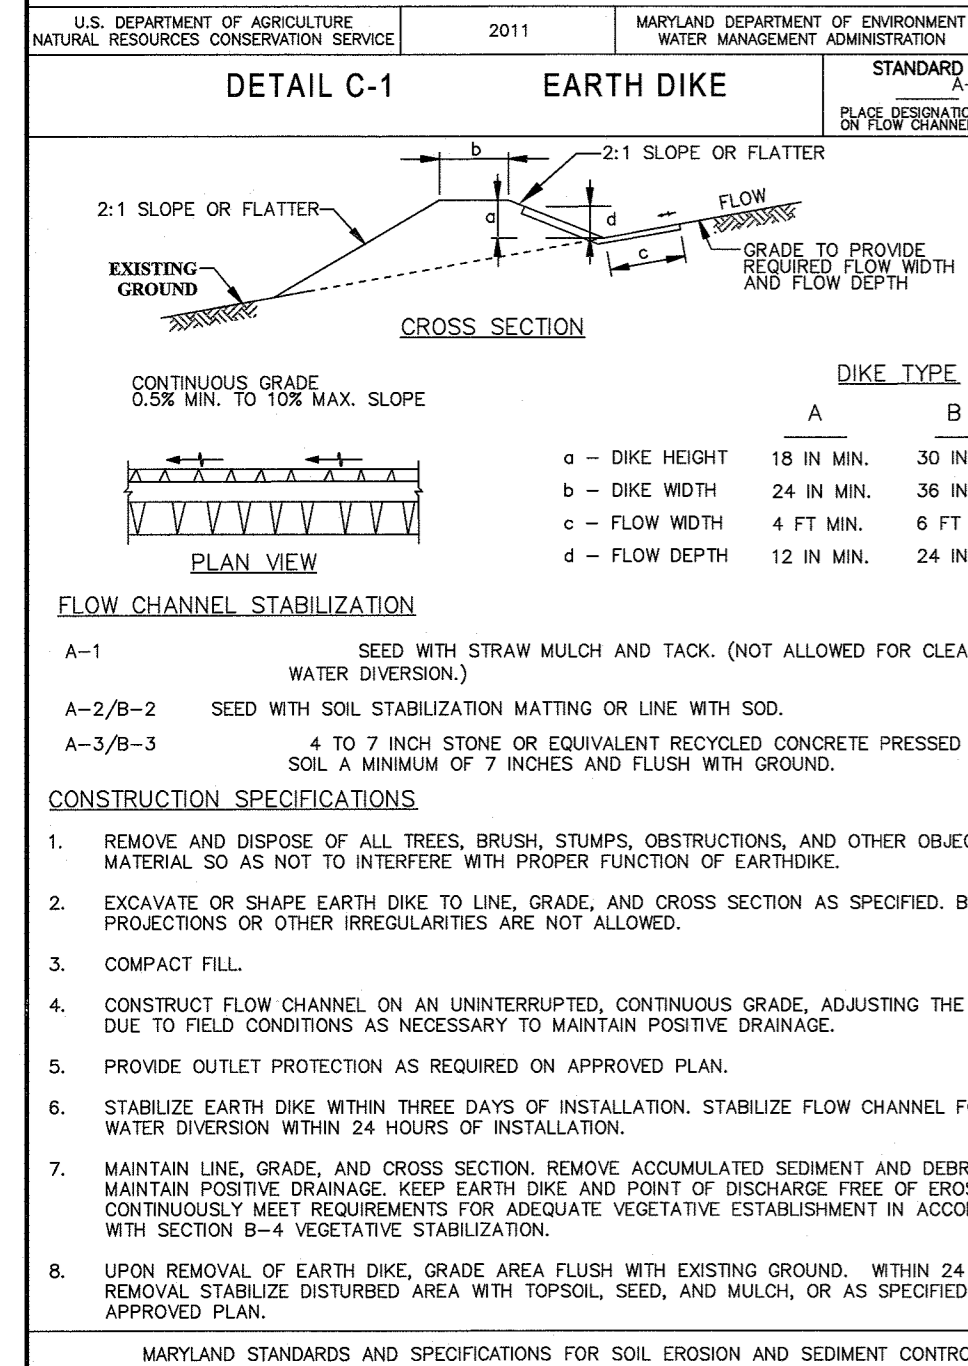 U.S. DEPARTMENT OF AGRICULTURE
NATURAL RESOURCES CONSERVATION SERVICE
2011
MARYLAND DEPARTMENT OF ENVIRONMENT
WATER MANAGEMENT ADMINISTRATION
DETAIL C-1 EARTH DIKE
STANDARD
A-
PLACE DESIGNATIO
ON FLOW CHANNE
b
2:1 SLOPE OR FLATTER
2:1 SLOPE OR FLATTER
a
d
FLOW
c
EXISTING
GROUND
GRADE TO PROVIDE
REQUIRED FLOW WIDTH
AND FLOW DEPTH
CROSS SECTION
CONTINUOUS GRADE
0.5% MIN. TO 10% MAX. SLOPE
PLAN VIEW
DIKE TYPE
A B
a – DIKE HEIGHT 18 IN MIN. 30 IN
b – DIKE WIDTH 24 IN MIN. 36 IN
c – FLOW WIDTH 4 FT MIN. 6 FT
d – FLOW DEPTH 12 IN MIN. 24 IN
FLOW CHANNEL STABILIZATION
A–1 SEED WITH STRAW MULCH AND TACK. (NOT ALLOWED FOR CLEA
WATER DIVERSION.)
A–2/B–2 SEED WITH SOIL STABILIZATION MATTING OR LINE WITH SOD.
A–3/B–3 4 TO 7 INCH STONE OR EQUIVALENT RECYCLED CONCRETE PRESSED
SOIL A MINIMUM OF 7 INCHES AND FLUSH WITH GROUND.
CONSTRUCTION SPECIFICATIONS
1. REMOVE AND DISPOSE OF ALL TREES, BRUSH, STUMPS, OBSTRUCTIONS, AND OTHER OBJEC
MATERIAL SO AS NOT TO INTERFERE WITH PROPER FUNCTION OF EARTHDIKE.
2. EXCAVATE OR SHAPE EARTH DIKE TO LINE, GRADE, AND CROSS SECTION AS SPECIFIED. B
PROJECTIONS OR OTHER IRREGULARITIES ARE NOT ALLOWED.
3. COMPACT FILL.
4. CONSTRUCT FLOW CHANNEL ON AN UNINTERRUPTED, CONTINUOUS GRADE, ADJUSTING THE
DUE TO FIELD CONDITIONS AS NECESSARY TO MAINTAIN POSITIVE DRAINAGE.
5. PROVIDE OUTLET PROTECTION AS REQUIRED ON APPROVED PLAN.
6. STABILIZE EARTH DIKE WITHIN THREE DAYS OF INSTALLATION. STABILIZE FLOW CHANNEL FO
WATER DIVERSION WITHIN 24 HOURS OF INSTALLATION.
7. MAINTAIN LINE, GRADE, AND CROSS SECTION. REMOVE ACCUMULATED SEDIMENT AND DEBR
MAINTAIN POSITIVE DRAINAGE. KEEP EARTH DIKE AND POINT OF DISCHARGE FREE OF EROS
CONTINUOUSLY MEET REQUIREMENTS FOR ADEQUATE VEGETATIVE ESTABLISHMENT IN ACCO
WITH SECTION B–4 VEGETATIVE STABILIZATION.
8. UPON REMOVAL OF EARTH DIKE, GRADE AREA FLUSH WITH EXISTING GROUND. WITHIN 24
REMOVAL STABILIZE DISTURBED AREA WITH TOPSOIL, SEED, AND MULCH, OR AS SPECIFIED
APPROVED PLAN.
MARYLAND STANDARDS AND SPECIFICATIONS FOR SOIL EROSION AND SEDIMENT CONTRO